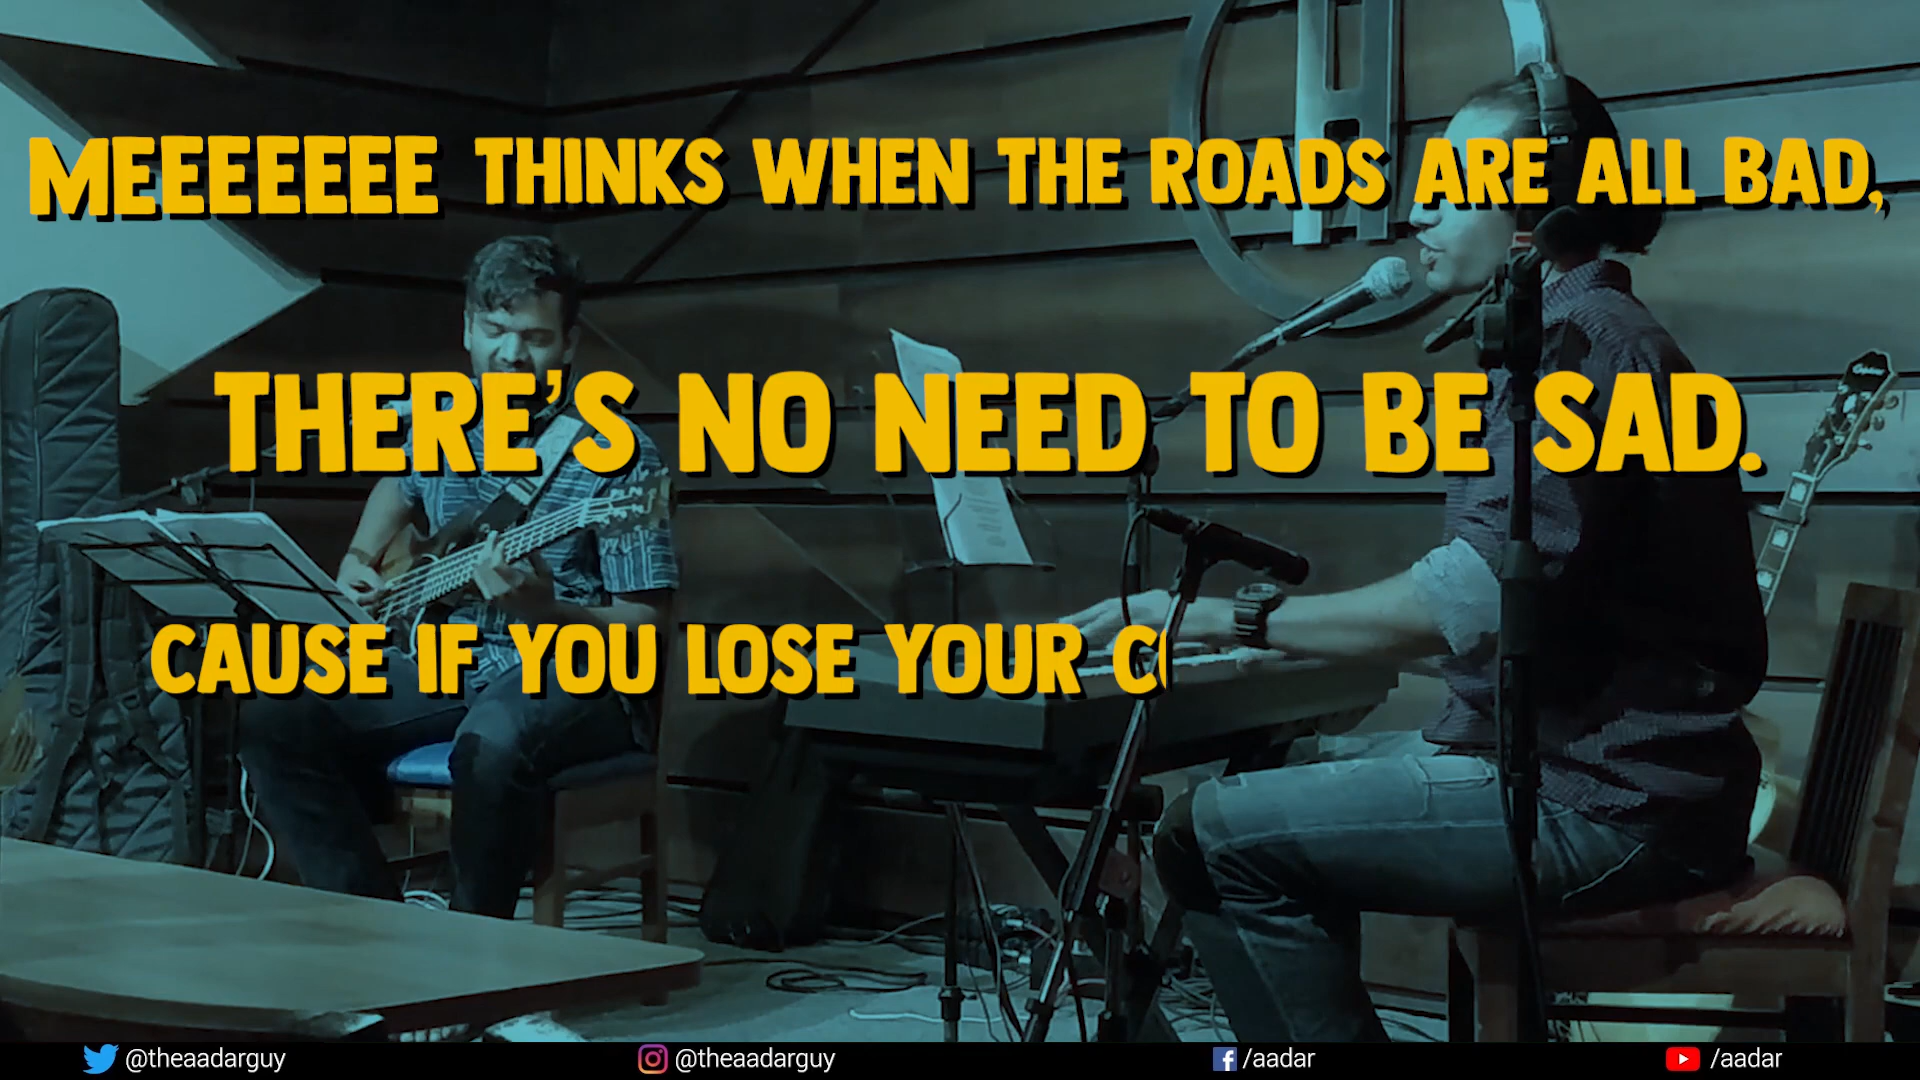 MEEEEEEE THINKS WHEN THE ROADS ARE ALL BAD,
THERE'S NO NEED TO BE SAD.
CAUSE IF YOU LOSE YOUR
@theaadarguy
@theaadarguy
/aadar
/aadar
Epiphone